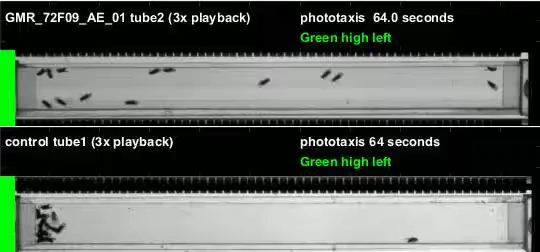 GMR_72F09_AE_01 tube2 (3x playback)
phototaxis 64.0 seconds
Green high left
control tube1 (3x playback)
phototaxis 64 seconds
Green high left